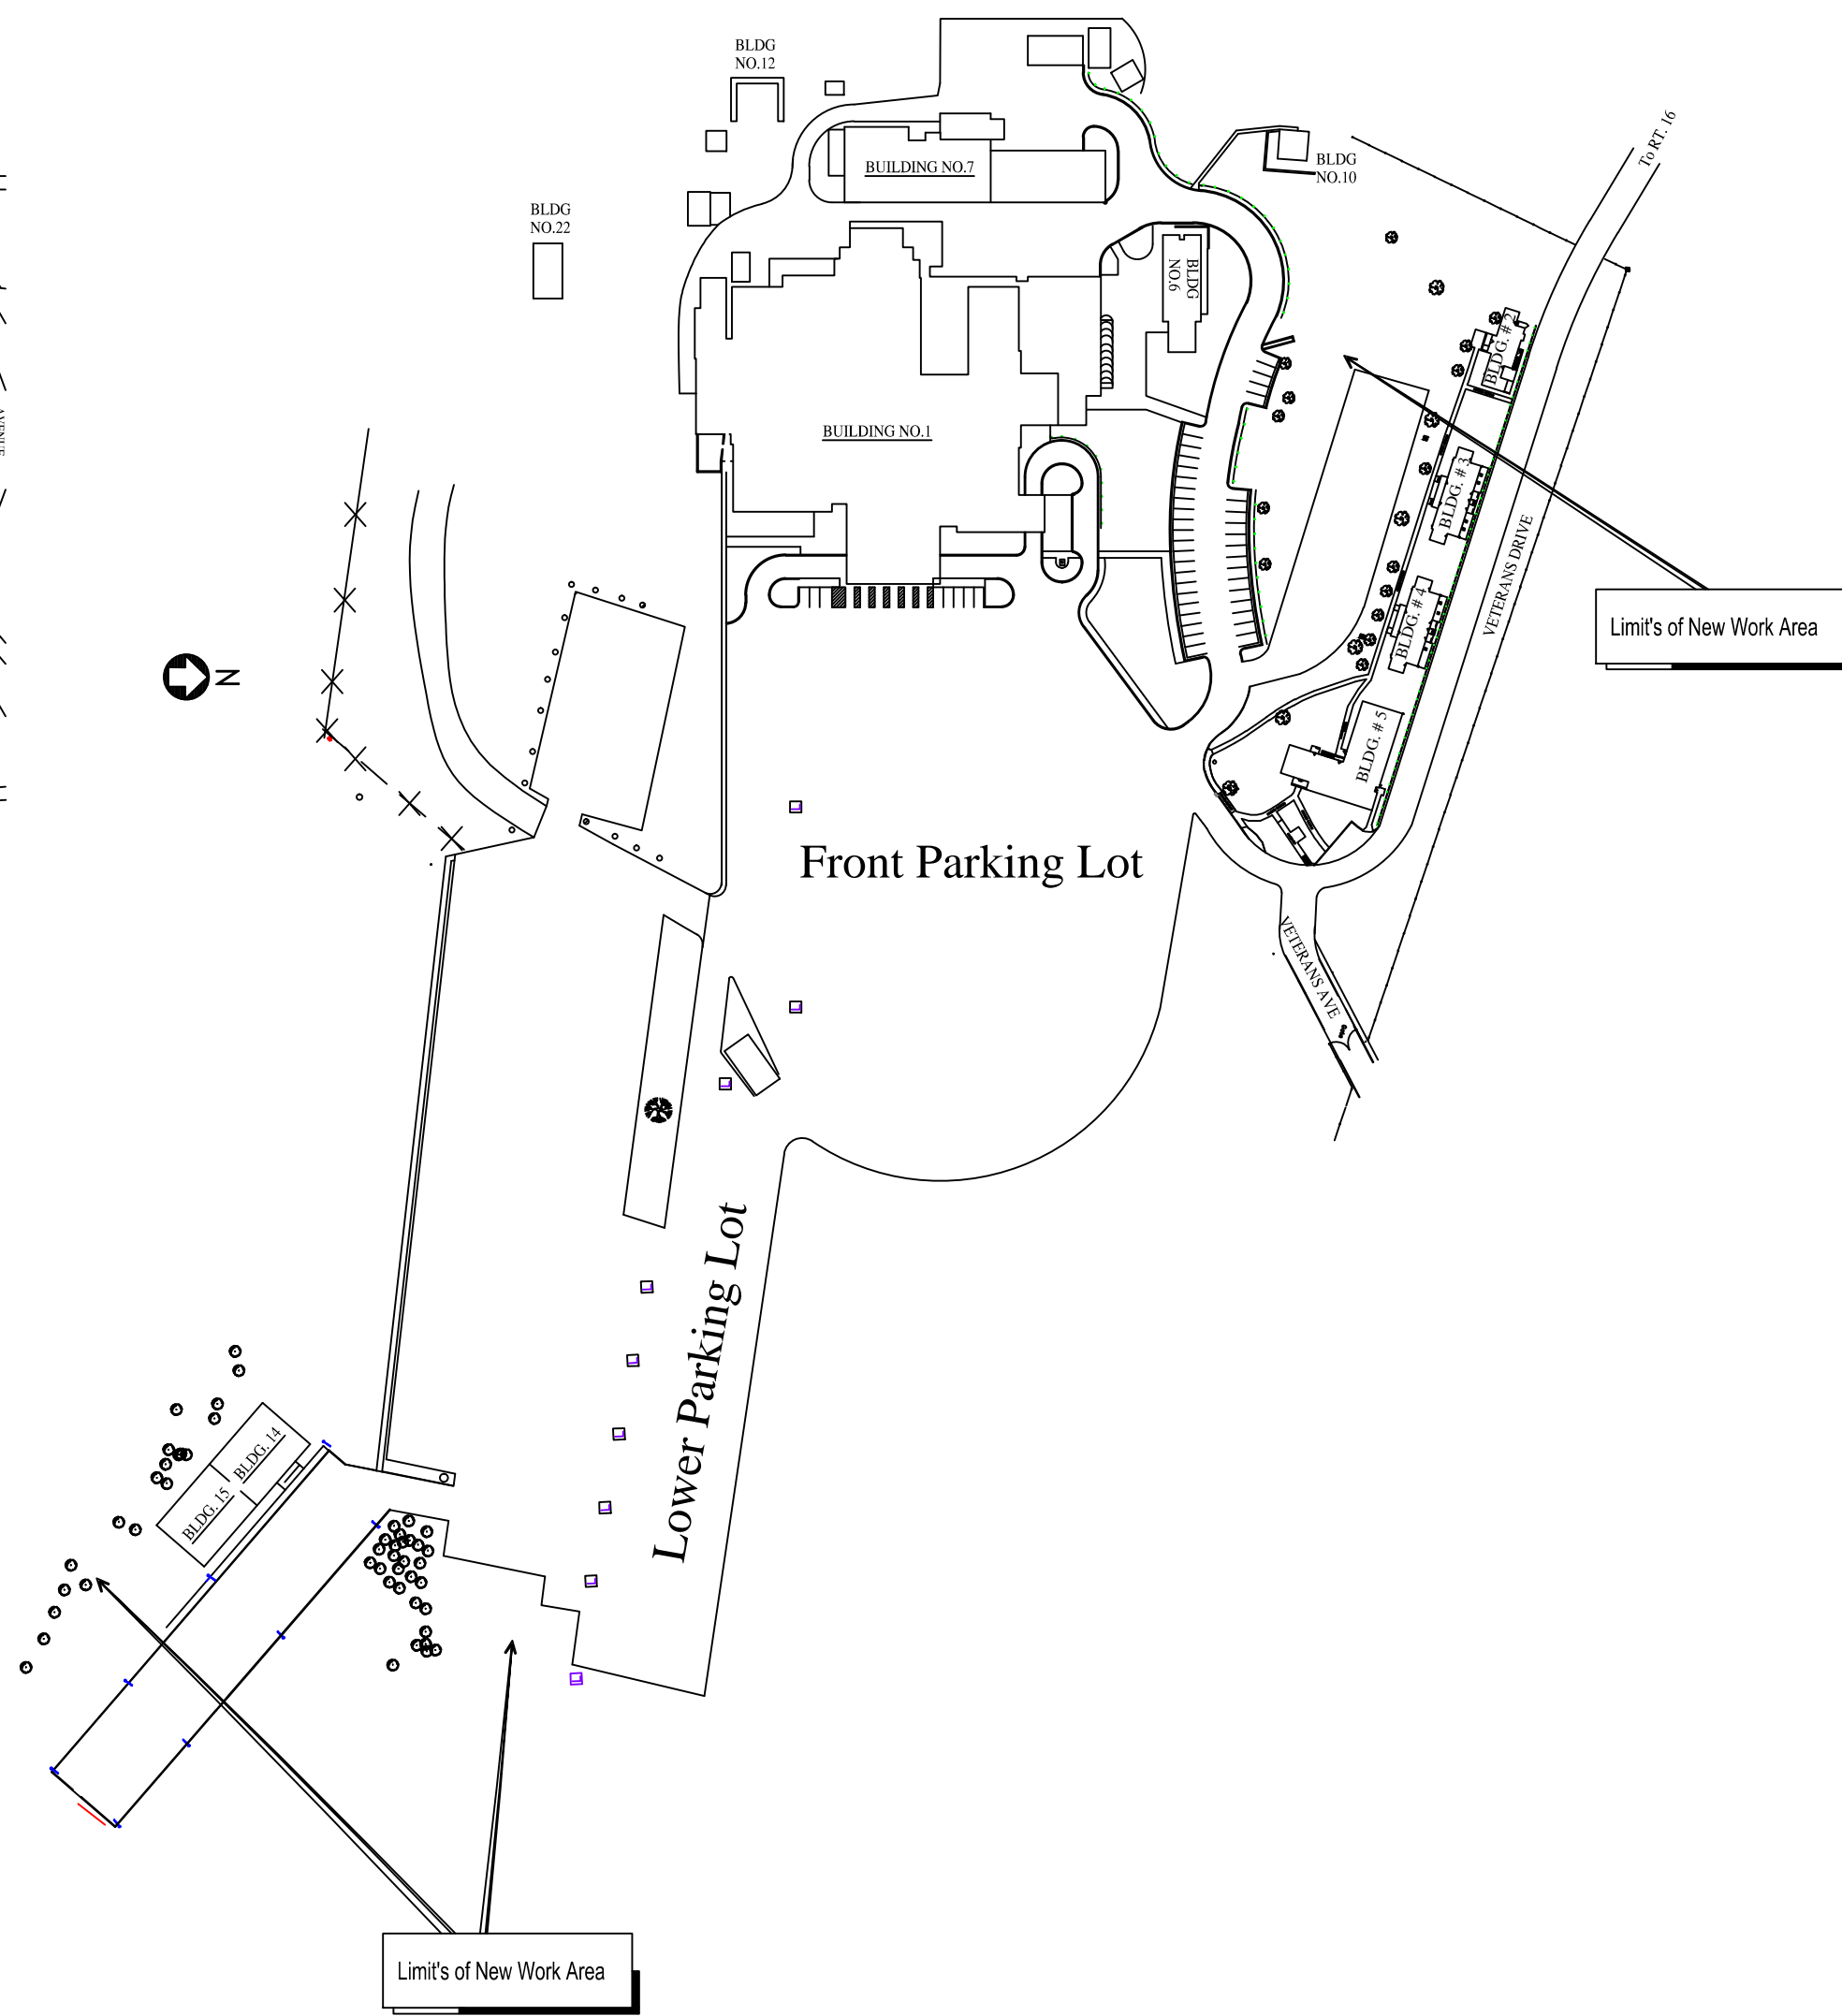 BLDG
NO.12
BUILDING NO.7
BLDG
NO.10
To RT. 16
BLDG
NO.22
BLDG
NO.6
BLDG. # 2
AVENUE
BUILDING NO.1
BLDG. # 3
VETERANS DRIVE
BLDG. # 4
Limit's of New Work Area
N
BLDG. # 5
Front Parking Lot
VETERANS AVE
Gate
Lower Parking Lot
BLDG. 14
BLDG. 15
Limit's of New Work Area